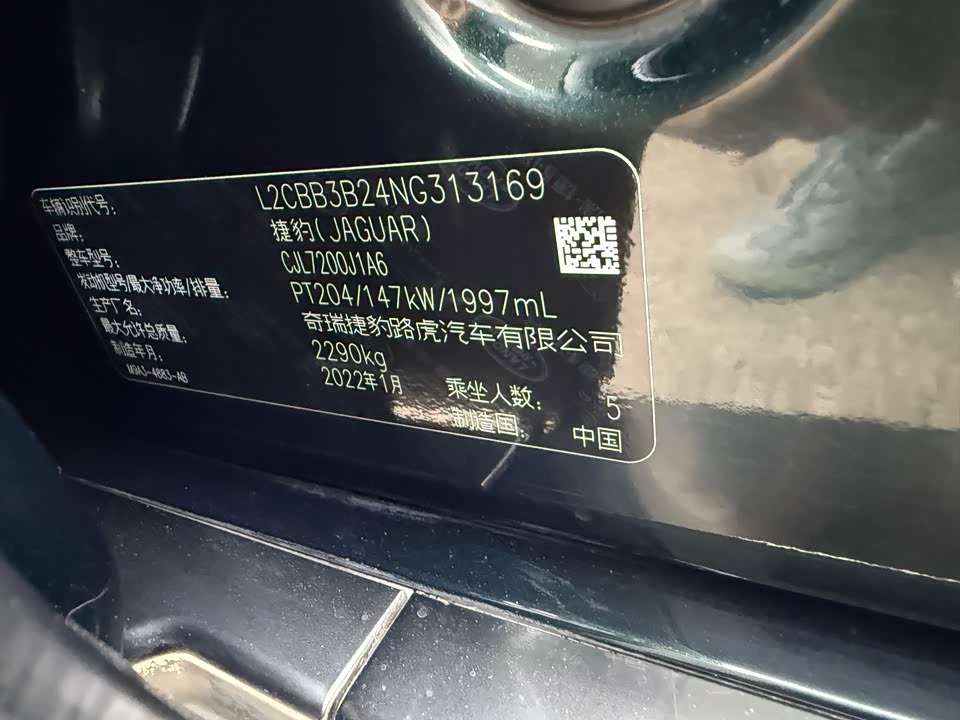 车辆识别代号: L2CBB3B24NG313169
品牌: 捷豹(JAGUAR)
整车型号: CJL7200J1A6
发动机型号/最大净功率/排量: PT204/147kW/1997mL
生产厂名: 奇瑞捷豹路虎汽车有限公司
最大允许总质量: 2290kg
制造年月: 2022年1月 乘坐人数: 5
M9A3-4883-AB 制造国: 中国